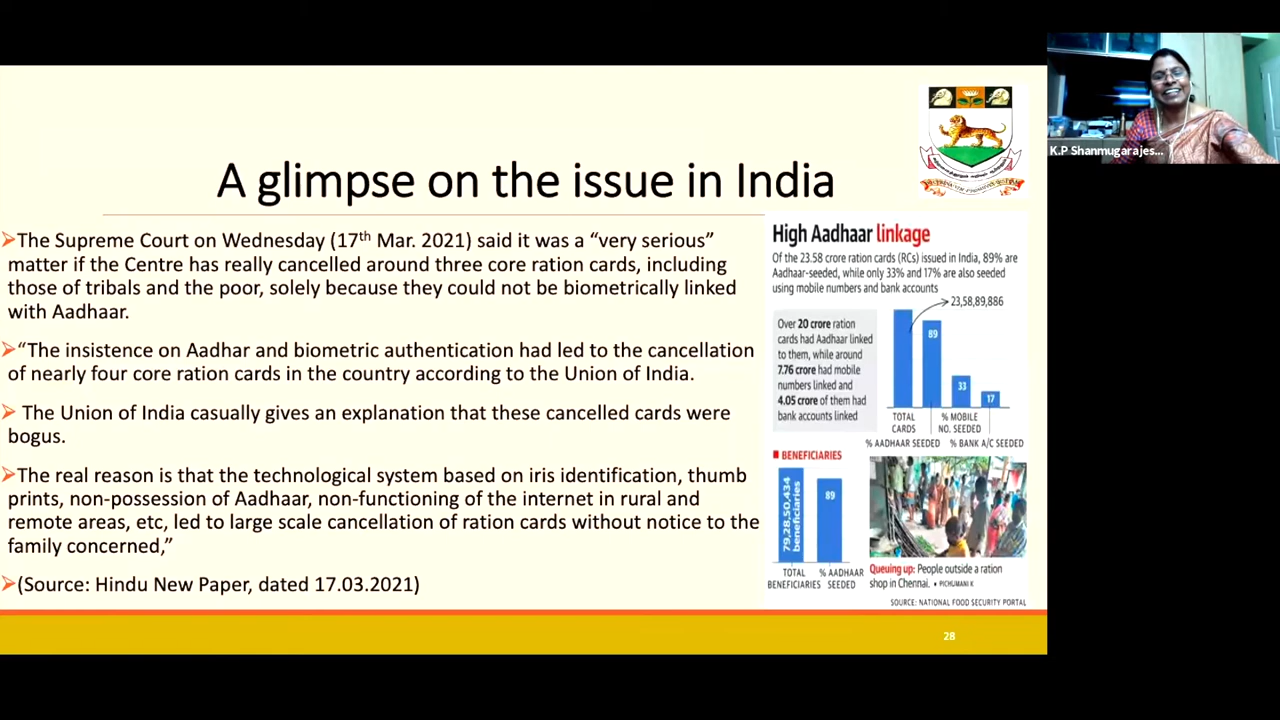 K.P Shanmugarajes...
A glimpse on the issue in India
➢The Supreme Court on Wednesday (17th Mar. 2021) said it was a “very serious”
matter if the Centre has really cancelled around three core ration cards, including
those of tribals and the poor, solely because they could not be biometrically linked
with Aadhaar.
➢“The insistence on Aadhar and biometric authentication had led to the cancellation
of nearly four core ration cards in the country according to the Union of India.
➢ The Union of India casually gives an explanation that these cancelled cards were
bogus.
➢The real reason is that the technological system based on iris identification, thumb
prints, non-possession of Aadhaar, non-functioning of the internet in rural and
remote areas, etc, led to large scale cancellation of ration cards without notice to the
family concerned,”
➢(Source: Hindu New Paper, dated 17.03.2021)
High Aadhaar linkage
Of the 23.58 crore ration cards (RCs) issued in India, 89% are
Aadhaar-seeded, while only 33% and 17% are also seeded
using mobile numbers and bank accounts
23,58,89,886
Over 20 crore ration
cards had Aadhaar linked
to them, while around
7.76 crore had mobile
numbers linked and
4.05 crore of them had
bank accounts linked
89
33
17
TOTAL
CARDS
% MOBILE
NO. SEEDED
% AADHAAR SEEDED
% BANK A/C SEEDED
BENEFICIARIES
79,28,50,434
beneficiaries
89
TOTAL
BENEFICIARIES
% AADHAAR
SEEDED
Queuing up: People outside a ration
shop in Chennai. • PICHUMANI K
SOURCE: NATIONAL FOOD SECURITY PORTAL
28